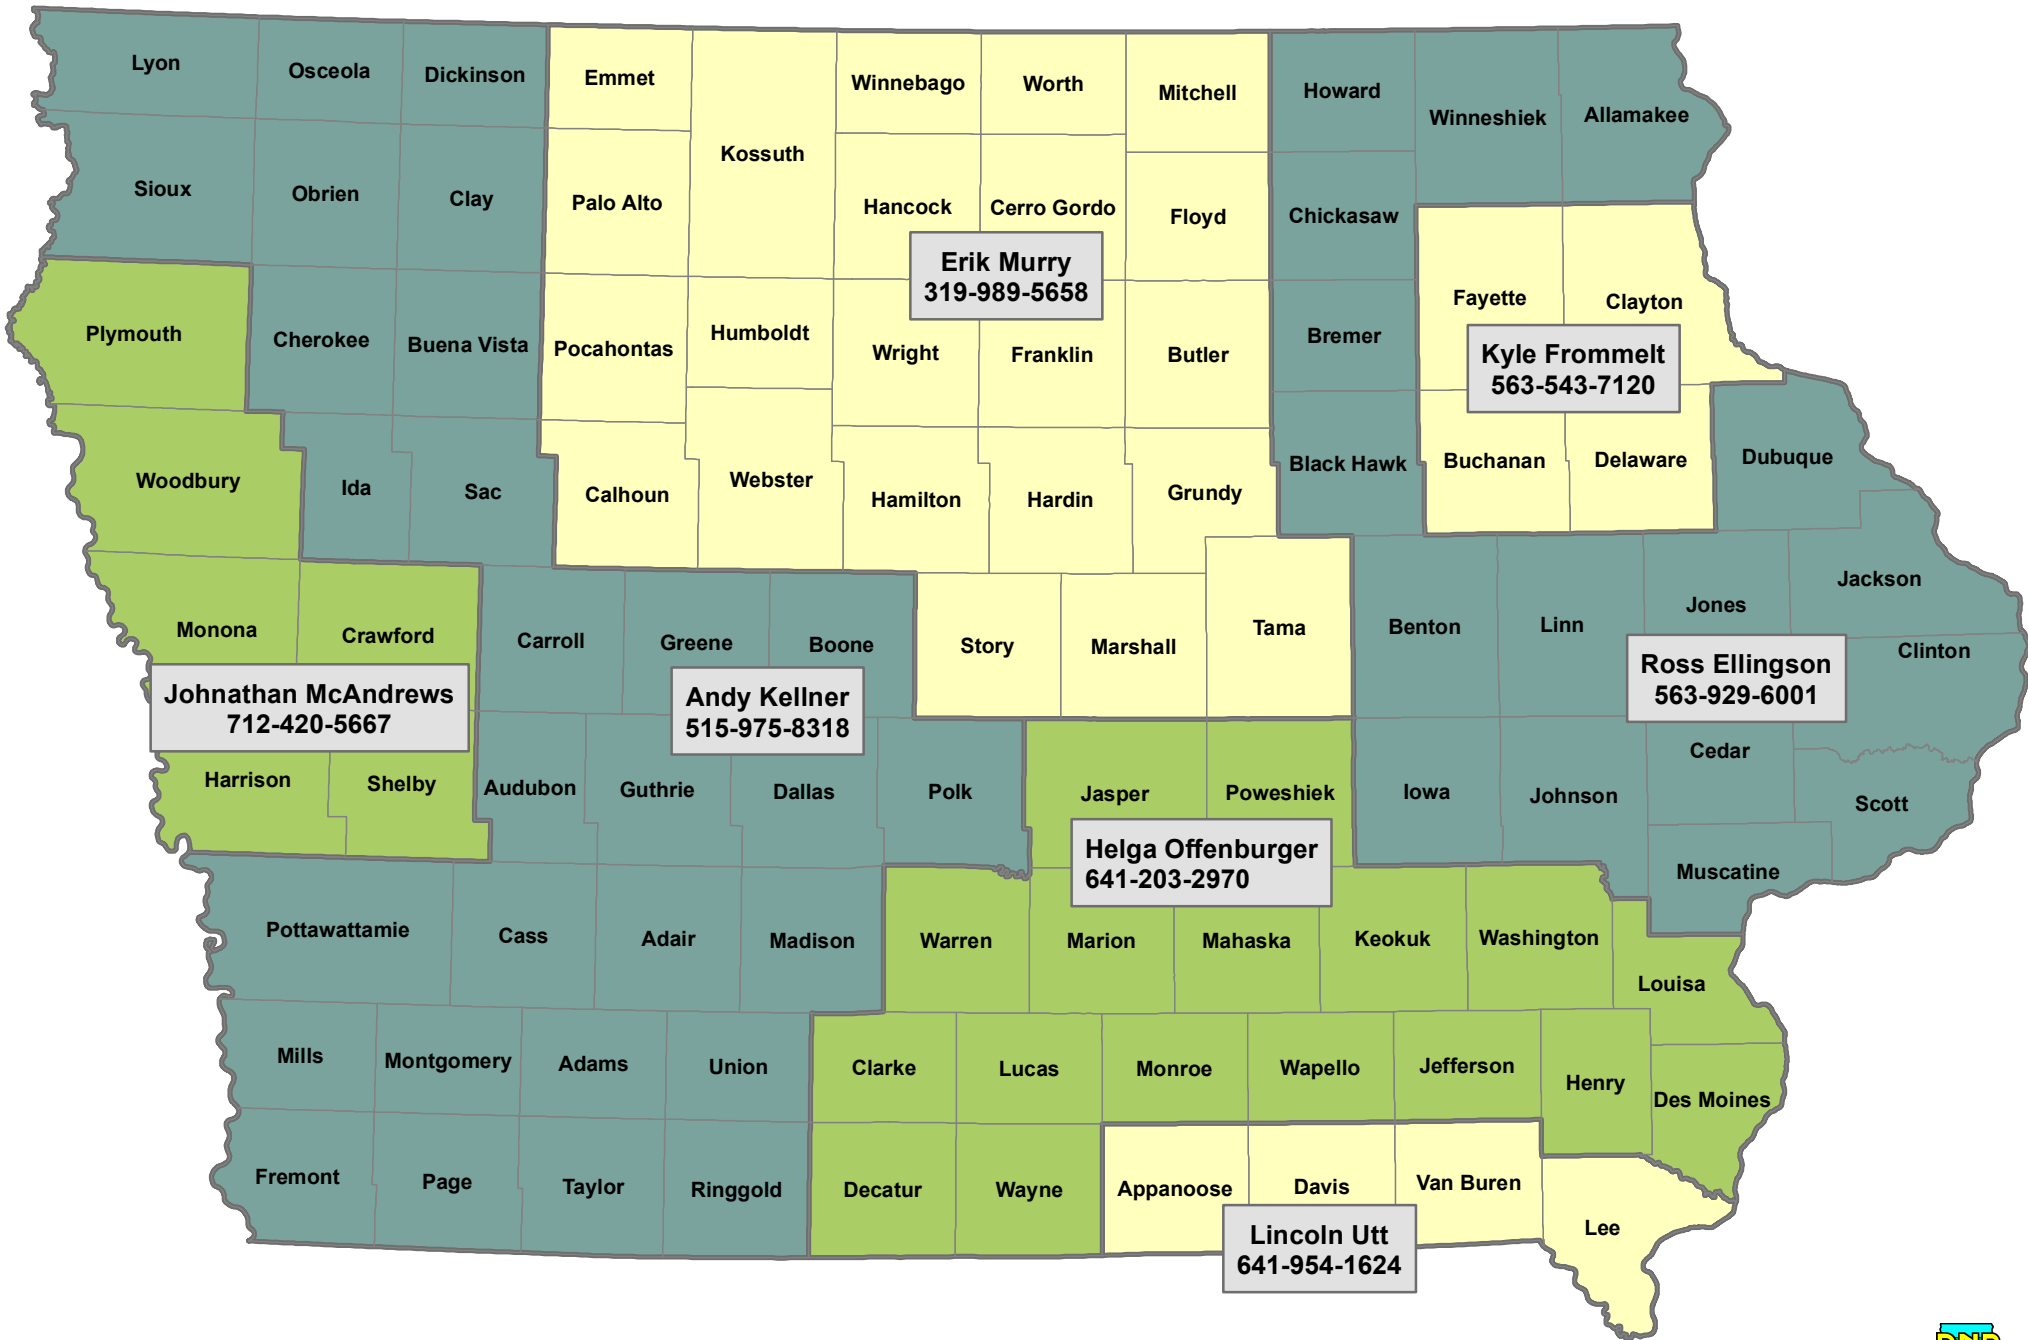 Lyon
Osceola
Dickinson
Emmet
Kossuth
Winnebago
Worth
Mitchell
Howard
Winneshiek
Allamakee
Sioux
Obrien
Clay
Palo Alto
Hancock
Cerro Gordo
Floyd
Chickasaw
Erik Murry
319-989-5658
Plymouth
Cherokee
Buena Vista
Pocahontas
Humboldt
Wright
Franklin
Butler
Bremer
Fayette
Clayton
Kyle Frommelt
563-543-7120
Woodbury
Ida
Sac
Calhoun
Webster
Hamilton
Hardin
Grundy
Black Hawk
Buchanan
Delaware
Dubuque
Monona
Crawford
Carroll
Greene
Boone
Story
Marshall
Tama
Benton
Linn
Jones
Jackson
Clinton
Johnathan McAndrews
712-420-5667
Andy Kellner
515-975-8318
Ross Ellingson
563-929-6001
Harrison
Shelby
Audubon
Guthrie
Dallas
Polk
Jasper
Poweshiek
Iowa
Johnson
Cedar
Scott
Helga Offenburger
641-203-2970
Muscatine
Pottawattamie
Cass
Adair
Madison
Warren
Marion
Mahaska
Keokuk
Washington
Louisa
Mills
Montgomery
Adams
Union
Clarke
Lucas
Monroe
Wapello
Jefferson
Henry
Des Moines
Fremont
Page
Taylor
Ringgold
Decatur
Wayne
Appanoose
Davis
Van Buren
Lee
Lincoln Utt
641-954-1624
DNR